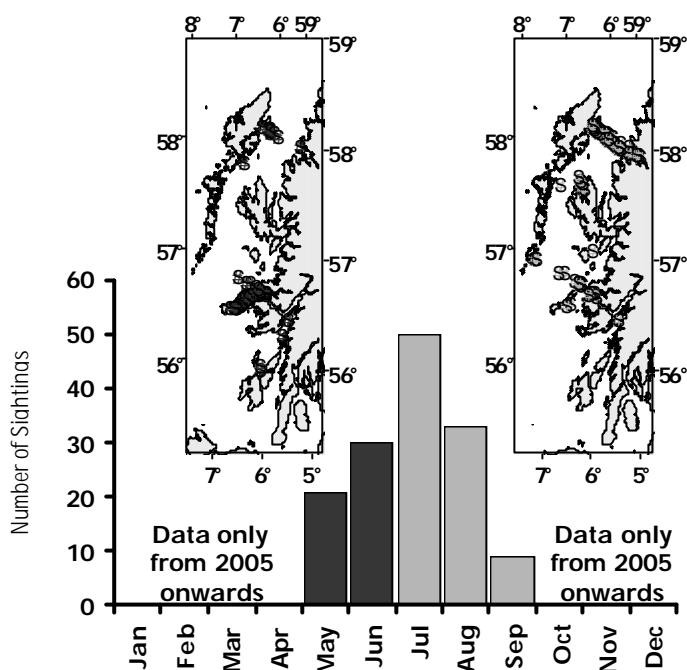 8° 7° 6° 59°
59°
58°
58°
57°
57°
56°
56°
7° 6° 5°
8° 7° 6° 59°
59°
58°
58°
57°
57°
56°
56°
7° 6° 5°
Number of Siahtinas
60
50
40
30
20
10
0
Data only
from 2005
onwards
Data only
from 2005
onwards
Jan
Feb
Mar
Apr
May
Jun
Jul
Aug
Sep
Oct
Nov
Dec